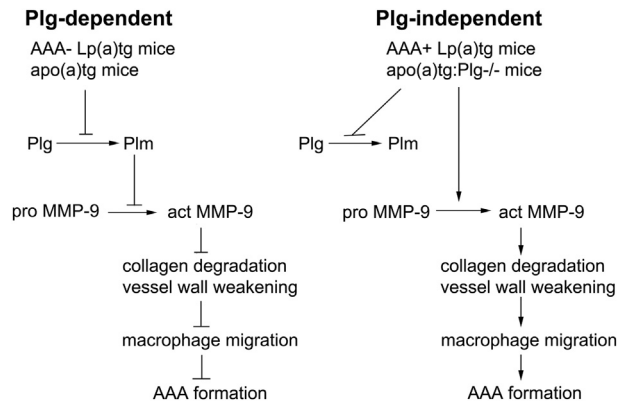 Plg-dependent
AAA- Lp(a)tg mice
apo(a)tg mice
Plg
Plm
pro MMP-9
act MMP-9
collagen degradation
vessel wall weakening
macrophage migration
AAA formation
Plg-independent
AAA+ Lp(a)tg mice
apo(a)tg:Plg-/- mice
Plg
Plm
pro MMP-9
act MMP-9
collagen degradation
vessel wall weakening
macrophage migration
AAA formation